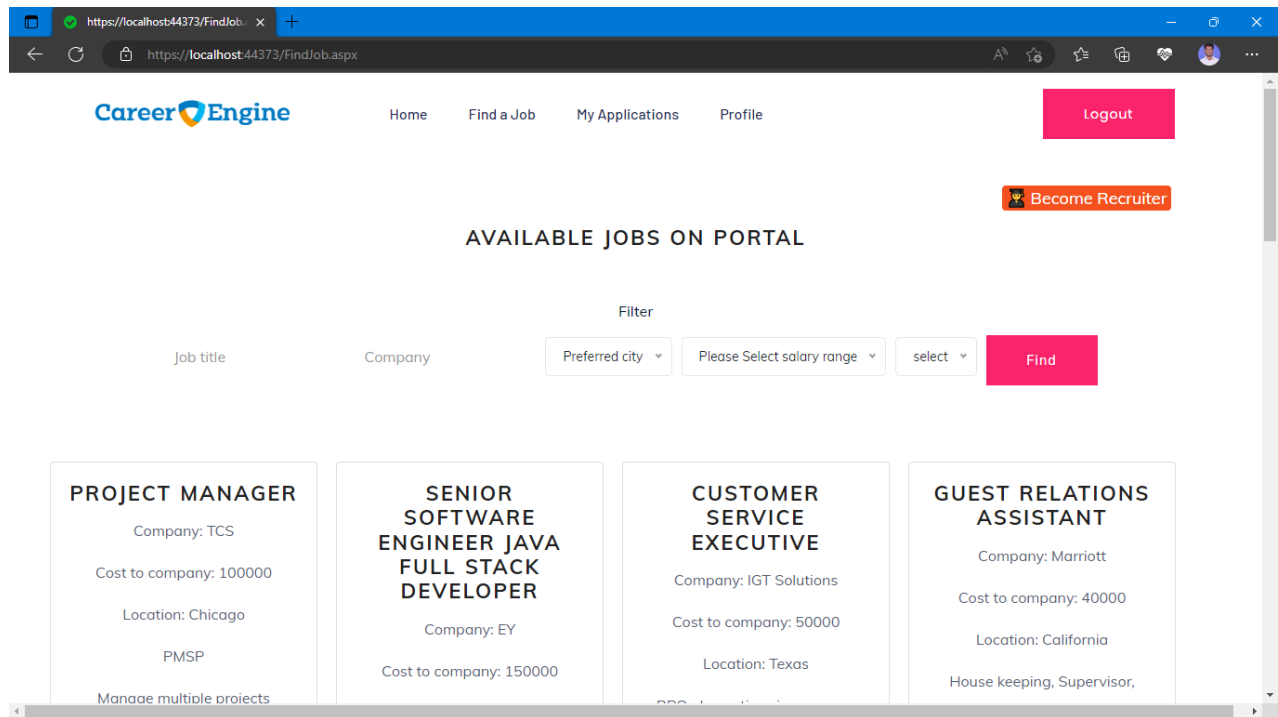 https://localhost:44373/FindJob.
https://localhost:44373/FindJob.aspx
Career Engine
Home
Find a Job
My Applications
Profile
Logout
Become Recruiter
AVAILABLE JOBS ON PORTAL
Filter
Job title
Company
Preferred city
Please Select salary range
select
Find
PROJECT MANAGER
Company: TCS
Cost to company: 100000
Location: Chicago
PMSP
Manage multiple projects
SENIOR
SOFTWARE
ENGINEER JAVA
FULL STACK
DEVELOPER
Company: EY
Cost to company: 150000
CUSTOMER
SERVICE
EXECUTIVE
Company: IGT Solutions
Cost to company: 50000
Location: Texas
GUEST RELATIONS
ASSISTANT
Company: Marriott
Cost to company: 40000
Location: California
House keeping, Supervisor,